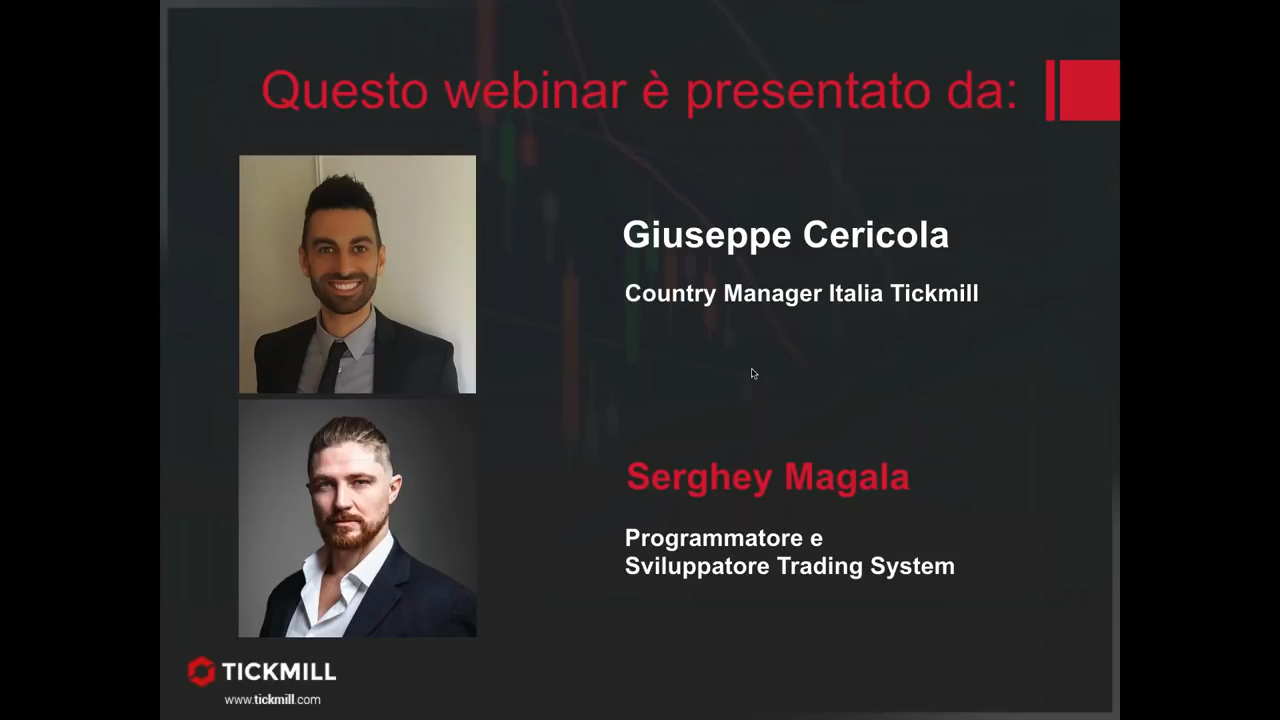 Questo webinar è presentato da:
Giuseppe Cericola
Country Manager Italia Tickmill
Serghey Magala
Programmatore e
Sviluppatore Trading System
TICKMILL
www.tickmill.com